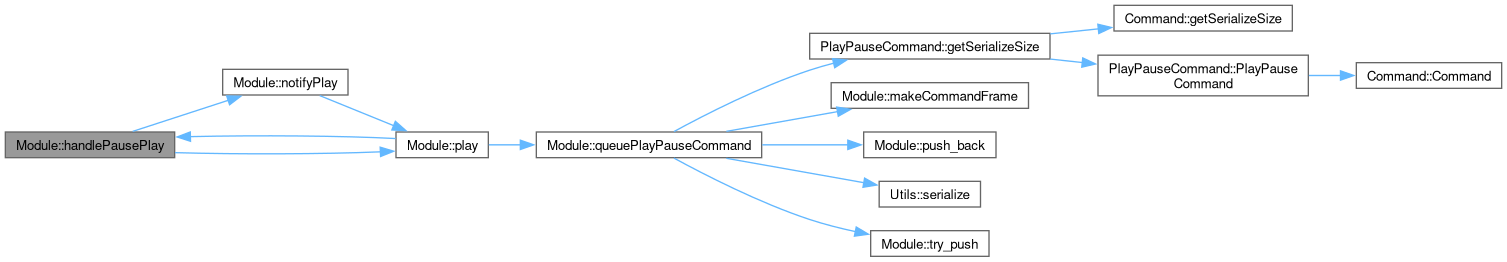 Module::handlePausePlay
Module::notifyPlay
Module::play
Module::queuePlayPauseCommand
PlayPauseCommand::getSerializeSize
Command::getSerializeSize
PlayPauseCommand::PlayPause
Command
Command::Command
Module::makeCommandFrame
Module::push_back
Utils::serialize
Module::try_push